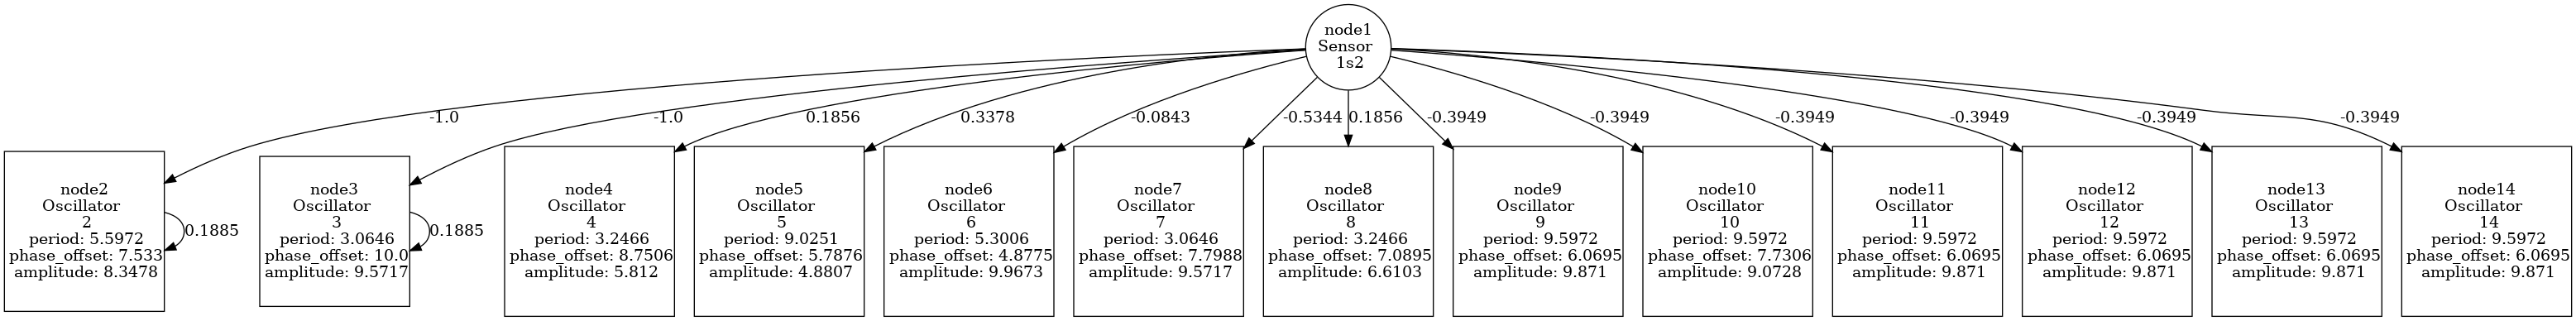 node1
Sensor
1s2
-1.0
-1.0
0.1856
0.3378
-0.0843
-0.5344
0.1856
-0.3949
-0.3949
-0.3949
-0.3949
-0.3949
-0.3949
node2
Oscillator
2
period: 5.5972
phase_offset: 7.533
amplitude: 8.3478
0.1885
node3
Oscillator
3
period: 3.0646
phase_offset: 10.0
amplitude: 9.5717
0.1885
node4
Oscillator
4
period: 3.2466
phase_offset: 8.7506
amplitude: 5.812
node5
Oscillator
5
period: 9.0251
phase_offset: 5.7876
amplitude: 4.8807
node6
Oscillator
6
period: 5.3006
phase_offset: 4.8775
amplitude: 9.9673
node7
Oscillator
7
period: 3.0646
phase_offset: 7.7988
amplitude: 9.5717
node8
Oscillator
8
period: 3.2466
phase_offset: 7.0895
amplitude: 6.6103
node9
Oscillator
9
period: 9.5972
phase_offset: 6.0695
amplitude: 9.871
node10
Oscillator
10
period: 9.5972
phase_offset: 7.7306
amplitude: 9.0728
node11
Oscillator
11
period: 9.5972
phase_offset: 6.0695
amplitude: 9.871
node12
Oscillator
12
period: 9.5972
phase_offset: 6.0695
amplitude: 9.871
node13
Oscillator
13
period: 9.5972
phase_offset: 6.0695
amplitude: 9.871
node14
Oscillator
14
period: 9.5972
phase_offset: 6.0695
amplitude: 9.871